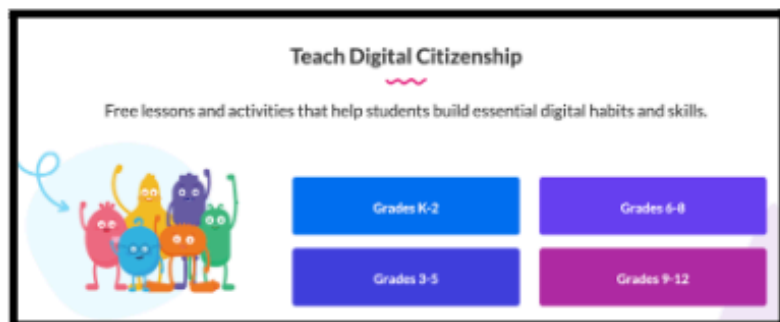 Teach Digital Citizenship
Free lessons and activities that help students build essential digital habits and skills.
Grades K-2
Grades 6-8
Grades 3-5
Grades 9-12